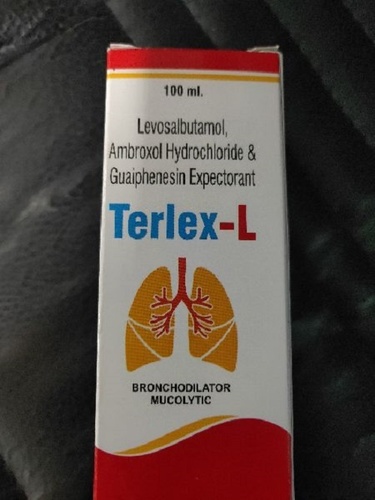 100 ml.
Levosalbutamol,
Ambroxol Hydrochloride &
Guaiphenesin Expectorant
Terlex-L
BRONCHODILATOR
MUCOLYTIC